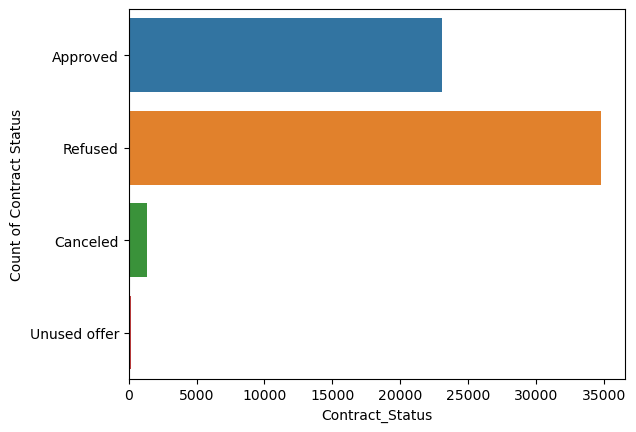 Count of Contract Status
Approved
Refused
Canceled
Unused offer
0 5000 10000 15000 20000 25000 30000 35000
Contract_Status